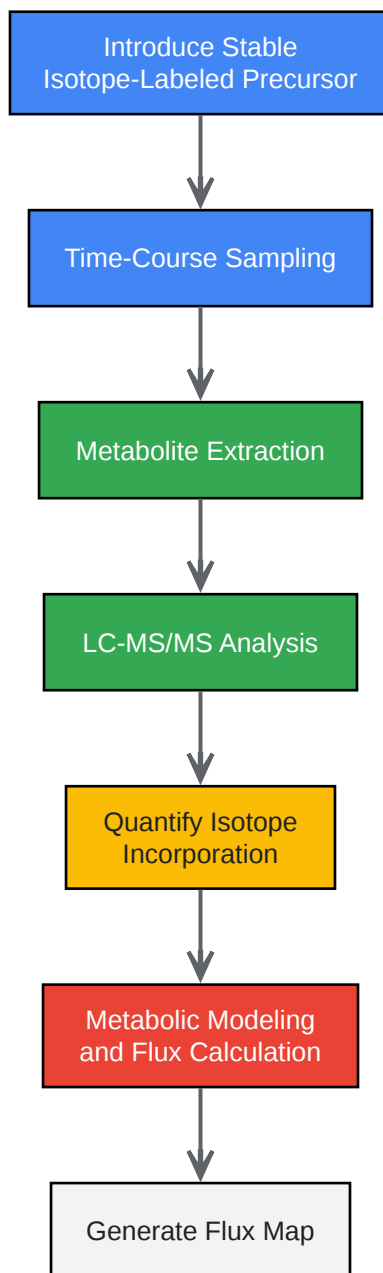 Introduce Stable
Isotope-Labeled Precursor
Time-Course Sampling
Metabolite Extraction
LC-MS/MS Analysis
Quantify Isotope
Incorporation
Metabolic Modeling
and Flux Calculation
Generate Flux Map